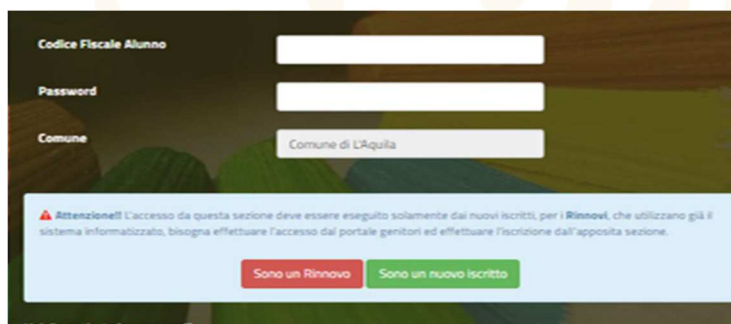 Codice Fiscale Alunno
Password
Comune
Comune di L'Aquila
Attenzione!! L'accesso da questa sezione deve essere eseguito solamente dai nuovi iscritti, per i Rinnovi, che utilizzano già il
sistema informatizzato, bisogna effettuare l'accesso dal portale genitori ed effettuare l'iscrizione dall'apposita sezione.
Sono un Rinnovo
Sono un nuovo iscritto